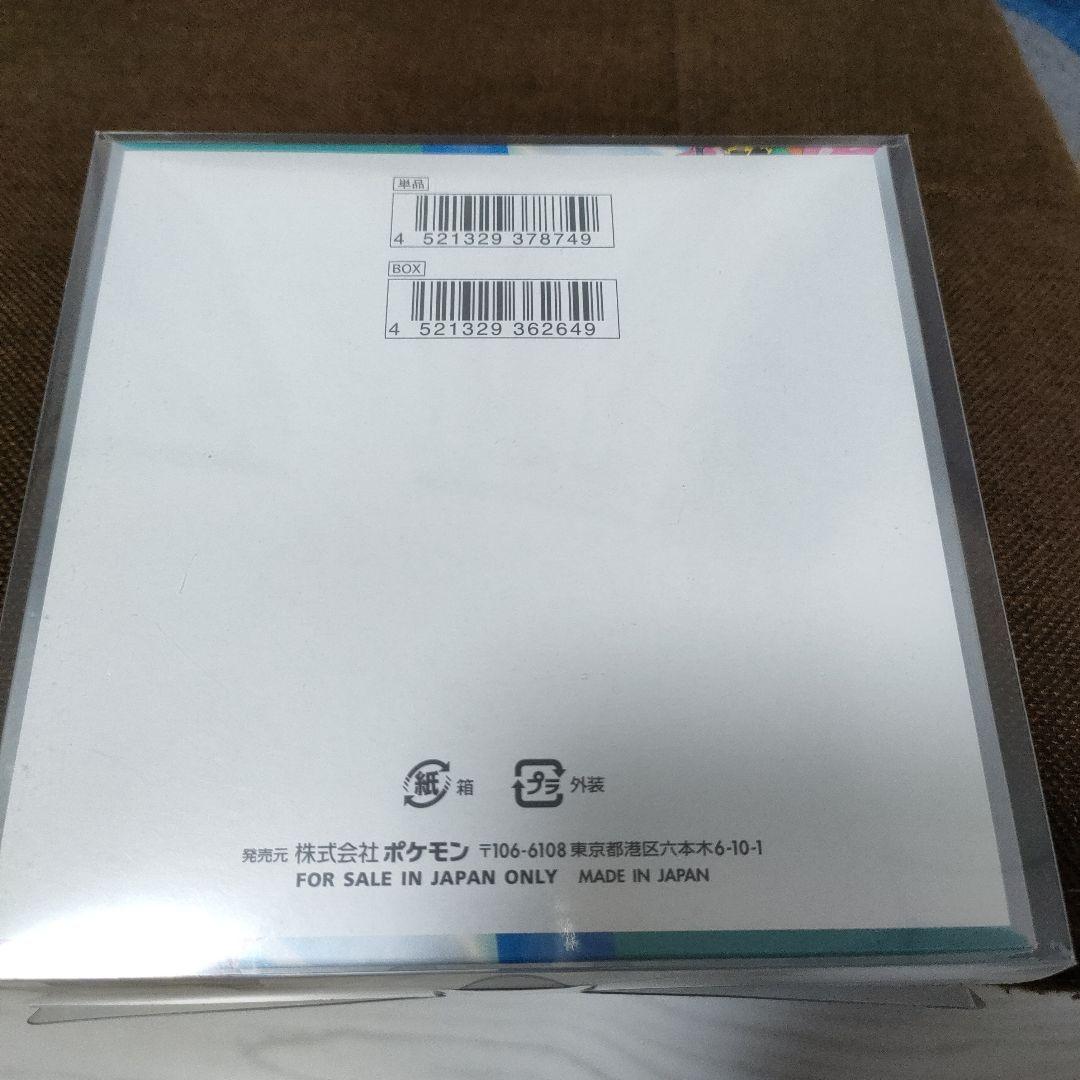 単品
4 521329 378749
BOX
4 521329 362649
紙 箱 プラ 外装
発売元 株式会社 ポケモン 〒106-6108 東京都港区六本木6-10-1
FOR SALE IN JAPAN ONLY MADE IN JAPAN